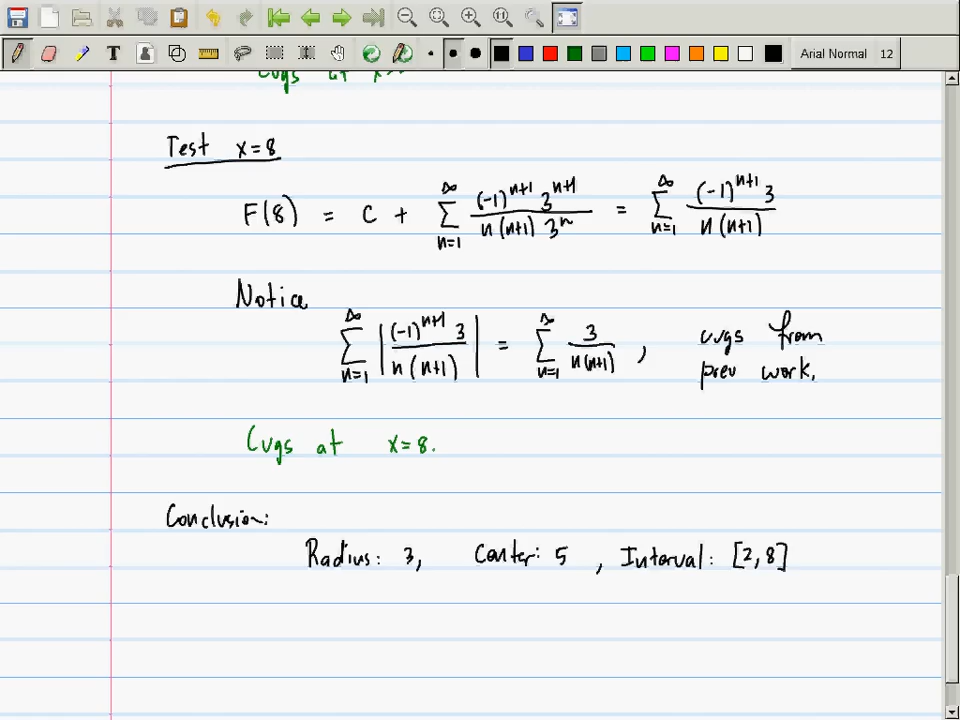 Arial Normal 12
Cvgs at x=
Test x=8
F(8) = C + ∑_{n=1}^{∞} (-1)^{n+1} 3^{n+1} / n(n+1) 3^n = ∑_{n=1}^{∞} (-1)^{n+1} 3 / n(n+1)
Notice
∑_{n=1}^{∞} |(-1)^{n+1} 3 / n(n+1)| = ∑_{n=1}^{∞} 3 / n(n+1) , cvgs from
prev work.
Cvgs at x=8.
Conclusion:
Radius: 3, Center: 5 , Interval: [2,8]